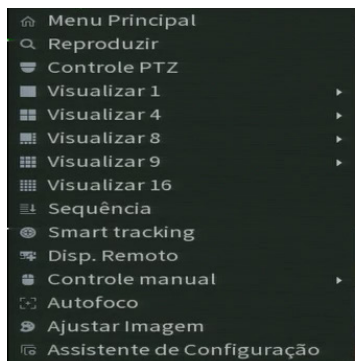 Menu Principal
Reproduzir
Controle PTZ
Visualizar 1
Visualizar 4
Visualizar 8
Visualizar 9
Visualizar 16
Sequência
Smart tracking
Disp. Remoto
Controle manual
Autofoco
Ajustar Imagem
Assistente de Configuração